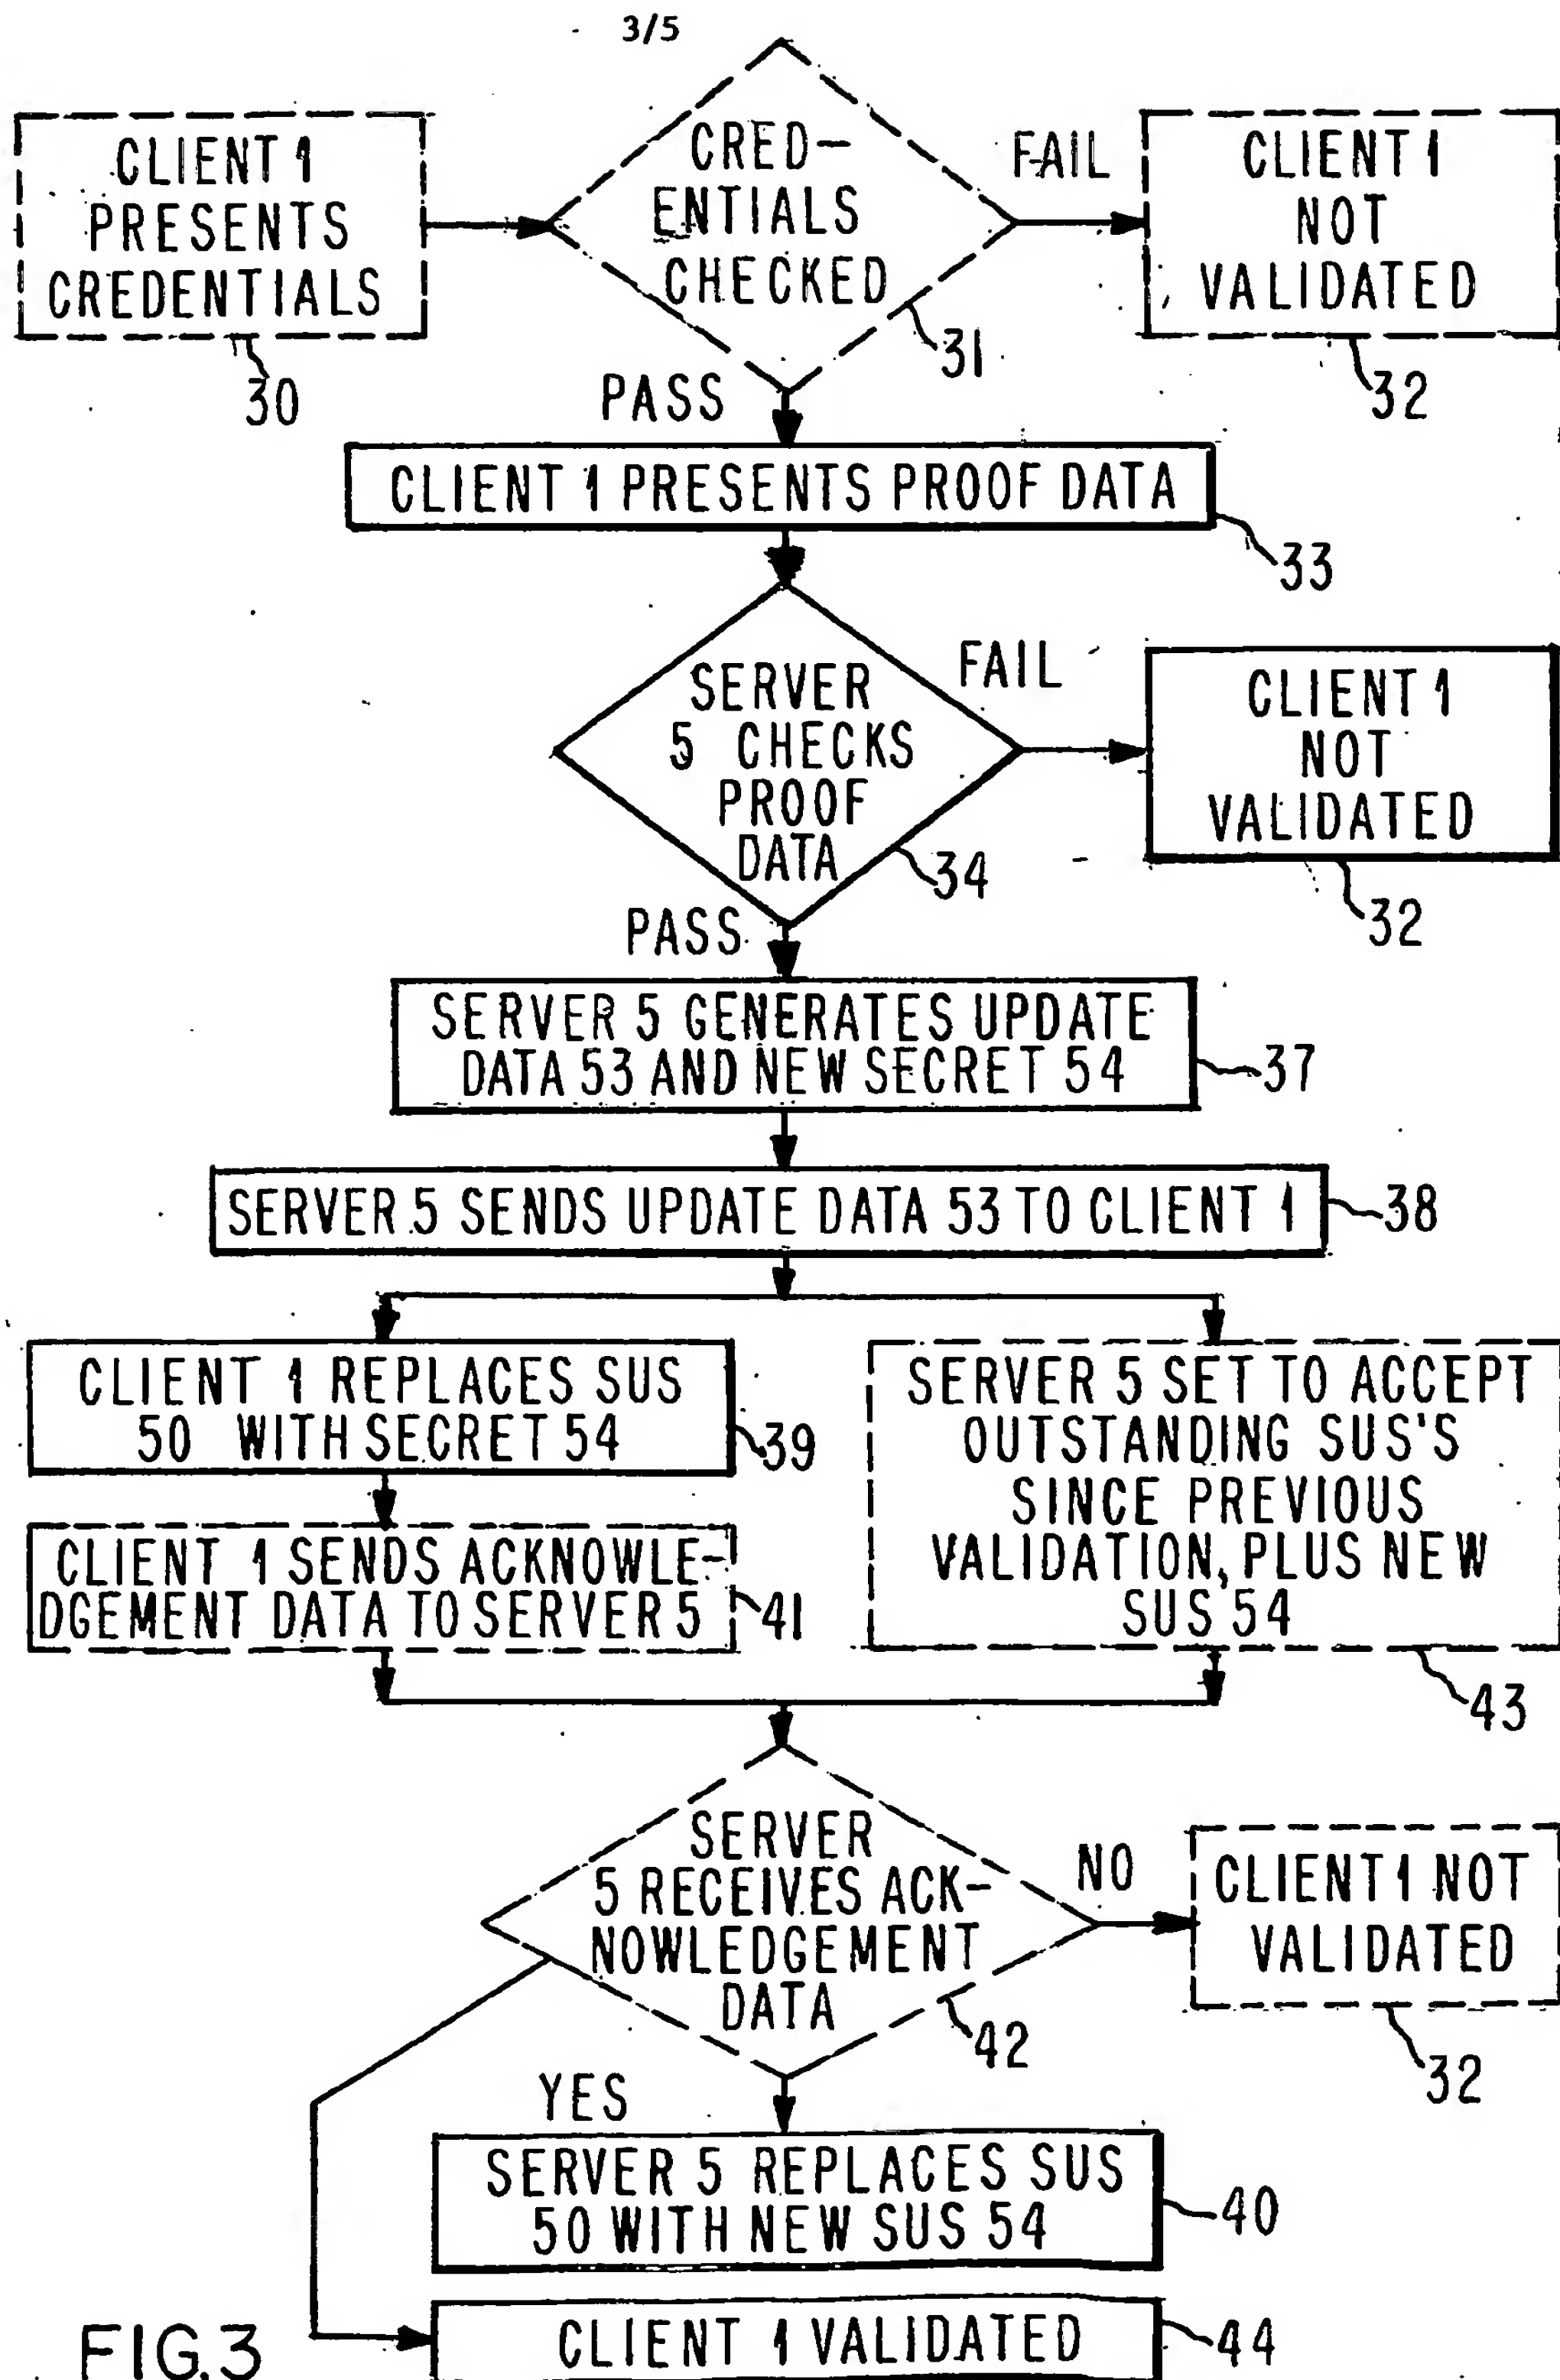 3/5
CLIENT 1
PRESENTS
CREDENTIALS
30
CRED-
ENTIALS
CHECKED
31
FAIL
CLIENT 1
NOT
VALIDATED
32
PASS
CLIENT 1 PRESENTS PROOF DATA
33
SERVER
5 CHECKS
PROOF
DATA
34
FAIL
CLIENT 1
NOT
VALIDATED
32
PASS
SERVER 5 GENERATES UPDATE
DATA 53 AND NEW SECRET 54
37
SERVER 5 SENDS UPDATE DATA 53 TO CLIENT 1
38
CLIENT 1 REPLACES SUS
50 WITH SECRET 54
39
CLIENT 1 SENDS ACKNOWLE-
DGEMENT DATA TO SERVER 5
41
SERVER 5 SET TO ACCEPT
OUTSTANDING SUS'S
SINCE PREVIOUS
VALIDATION, PLUS NEW
SUS 54
43
SERVER
5 RECEIVES ACK-
NOWLEDGEMENT
DATA
42
NO
CLIENT 1 NOT
VALIDATED
32
YES
SERVER 5 REPLACES SUS
50 WITH NEW SUS 54
40
CLIENT 1 VALIDATED
44
FIG.3